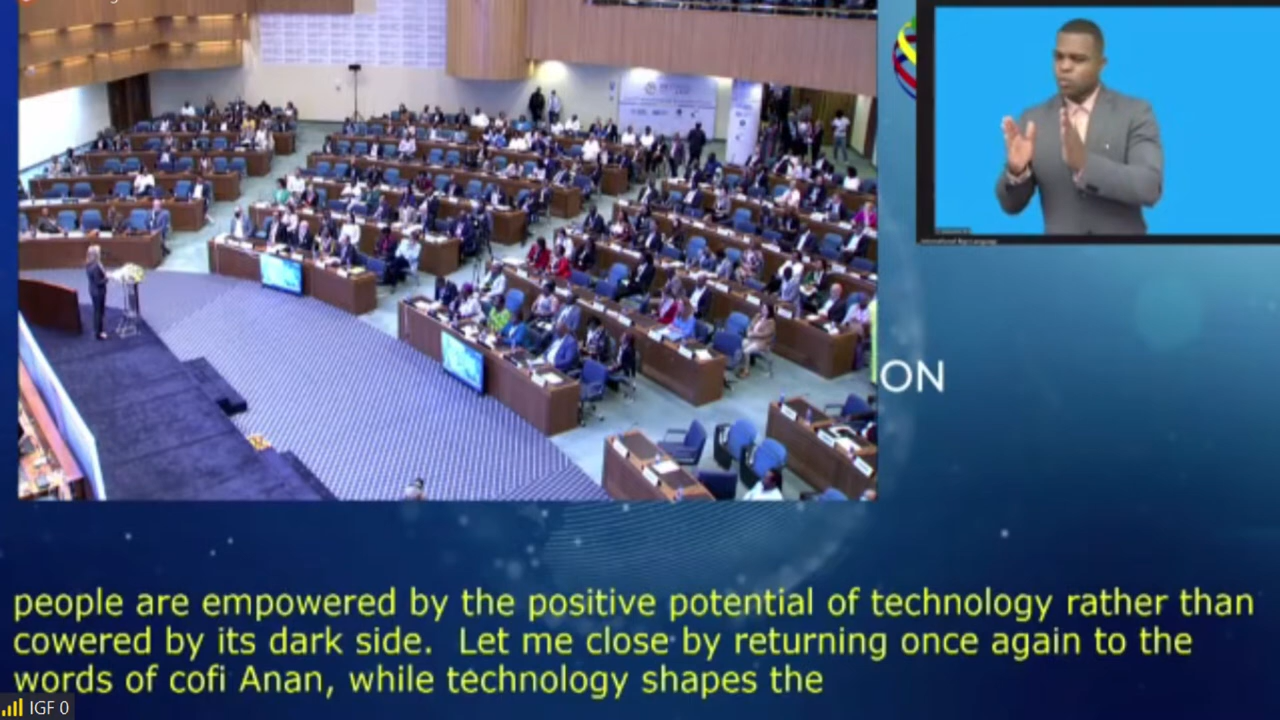 ON
people are empowered by the positive potential of technology rather than
cowered by its dark side.  Let me close by returning once again to the
words of cofi Anan, while technology shapes the
IGF 0